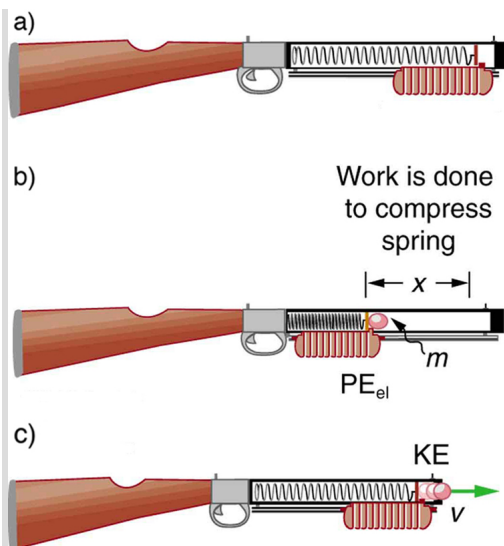 a)
b)
Work is done
to compress
spring
x
m
PEel
c)
KE
v